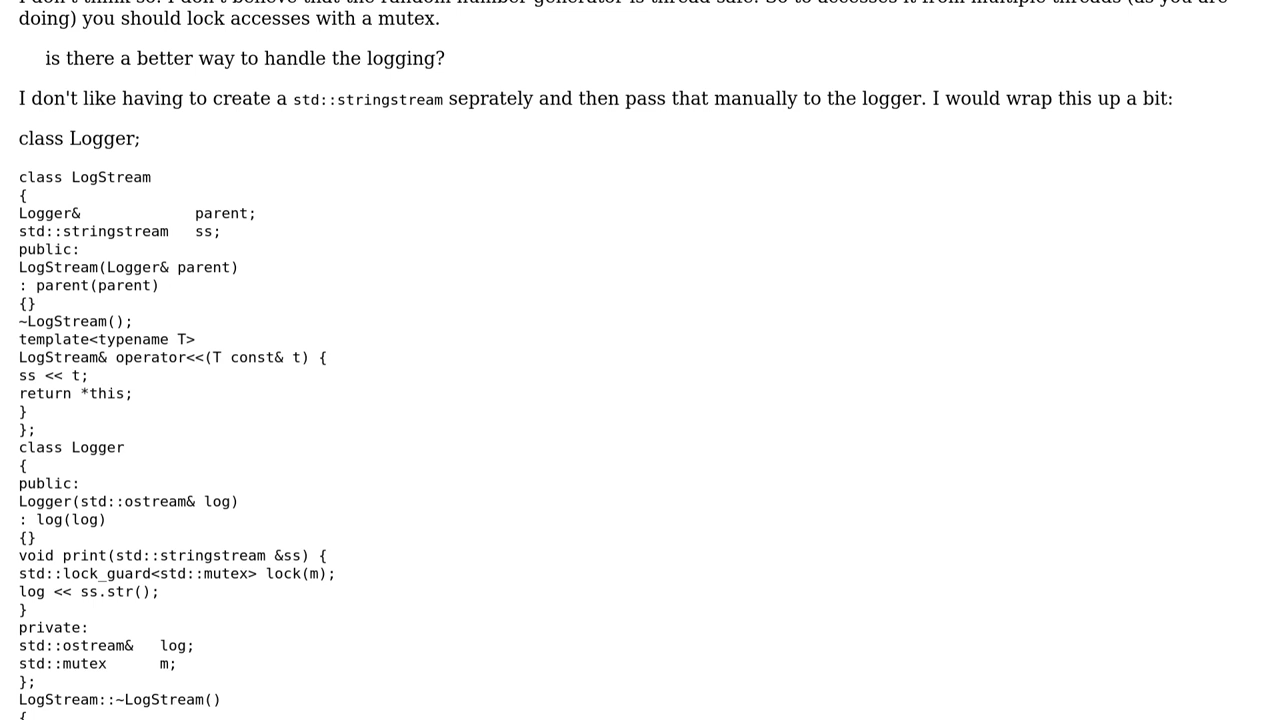 doing) you should lock accesses with a mutex.
is there a better way to handle the logging?
I don't like having to create a std::stringstream seprately and then pass that manually to the logger. I would wrap this up a bit:
class Logger;
class LogStream
{
Logger&             parent;
std::stringstream   ss;
public:
LogStream(Logger& parent)
: parent(parent)
{}
~LogStream();
template<typename T>
LogStream& operator<<(T const& t) {
ss << t;
return *this;
}
};
class Logger
{
public:
Logger(std::ostream& log)
: log(log)
{}
void print(std::stringstream &ss) {
std::lock_guard<std::mutex> lock(m);
log << ss.str();
}
private:
std::ostream&   log;
std::mutex      m;
};
LogStream::~LogStream()
{